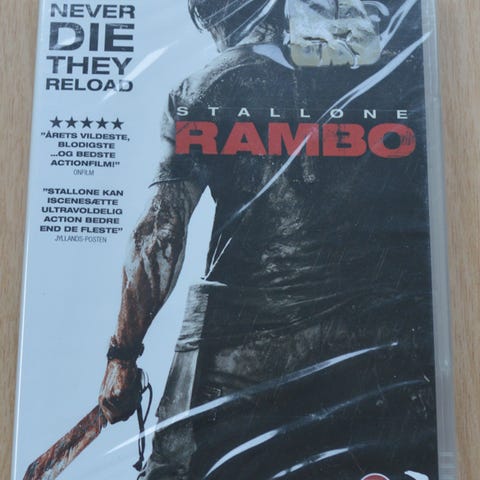 NEVER
DIE
THEY
RELOAD
★★★★★
"ÅRETS VILDESTE,
BLODIGSTE
...OG BEDSTE
ACTIONFILM!"
ONFILM
"STALLONE KAN
ISCENESÆTTE
ULTRAVOLDELIG
ACTION BEDRE
END DE FLESTE"
JYLLANDS-POSTEN
STALLONE
RAMBO